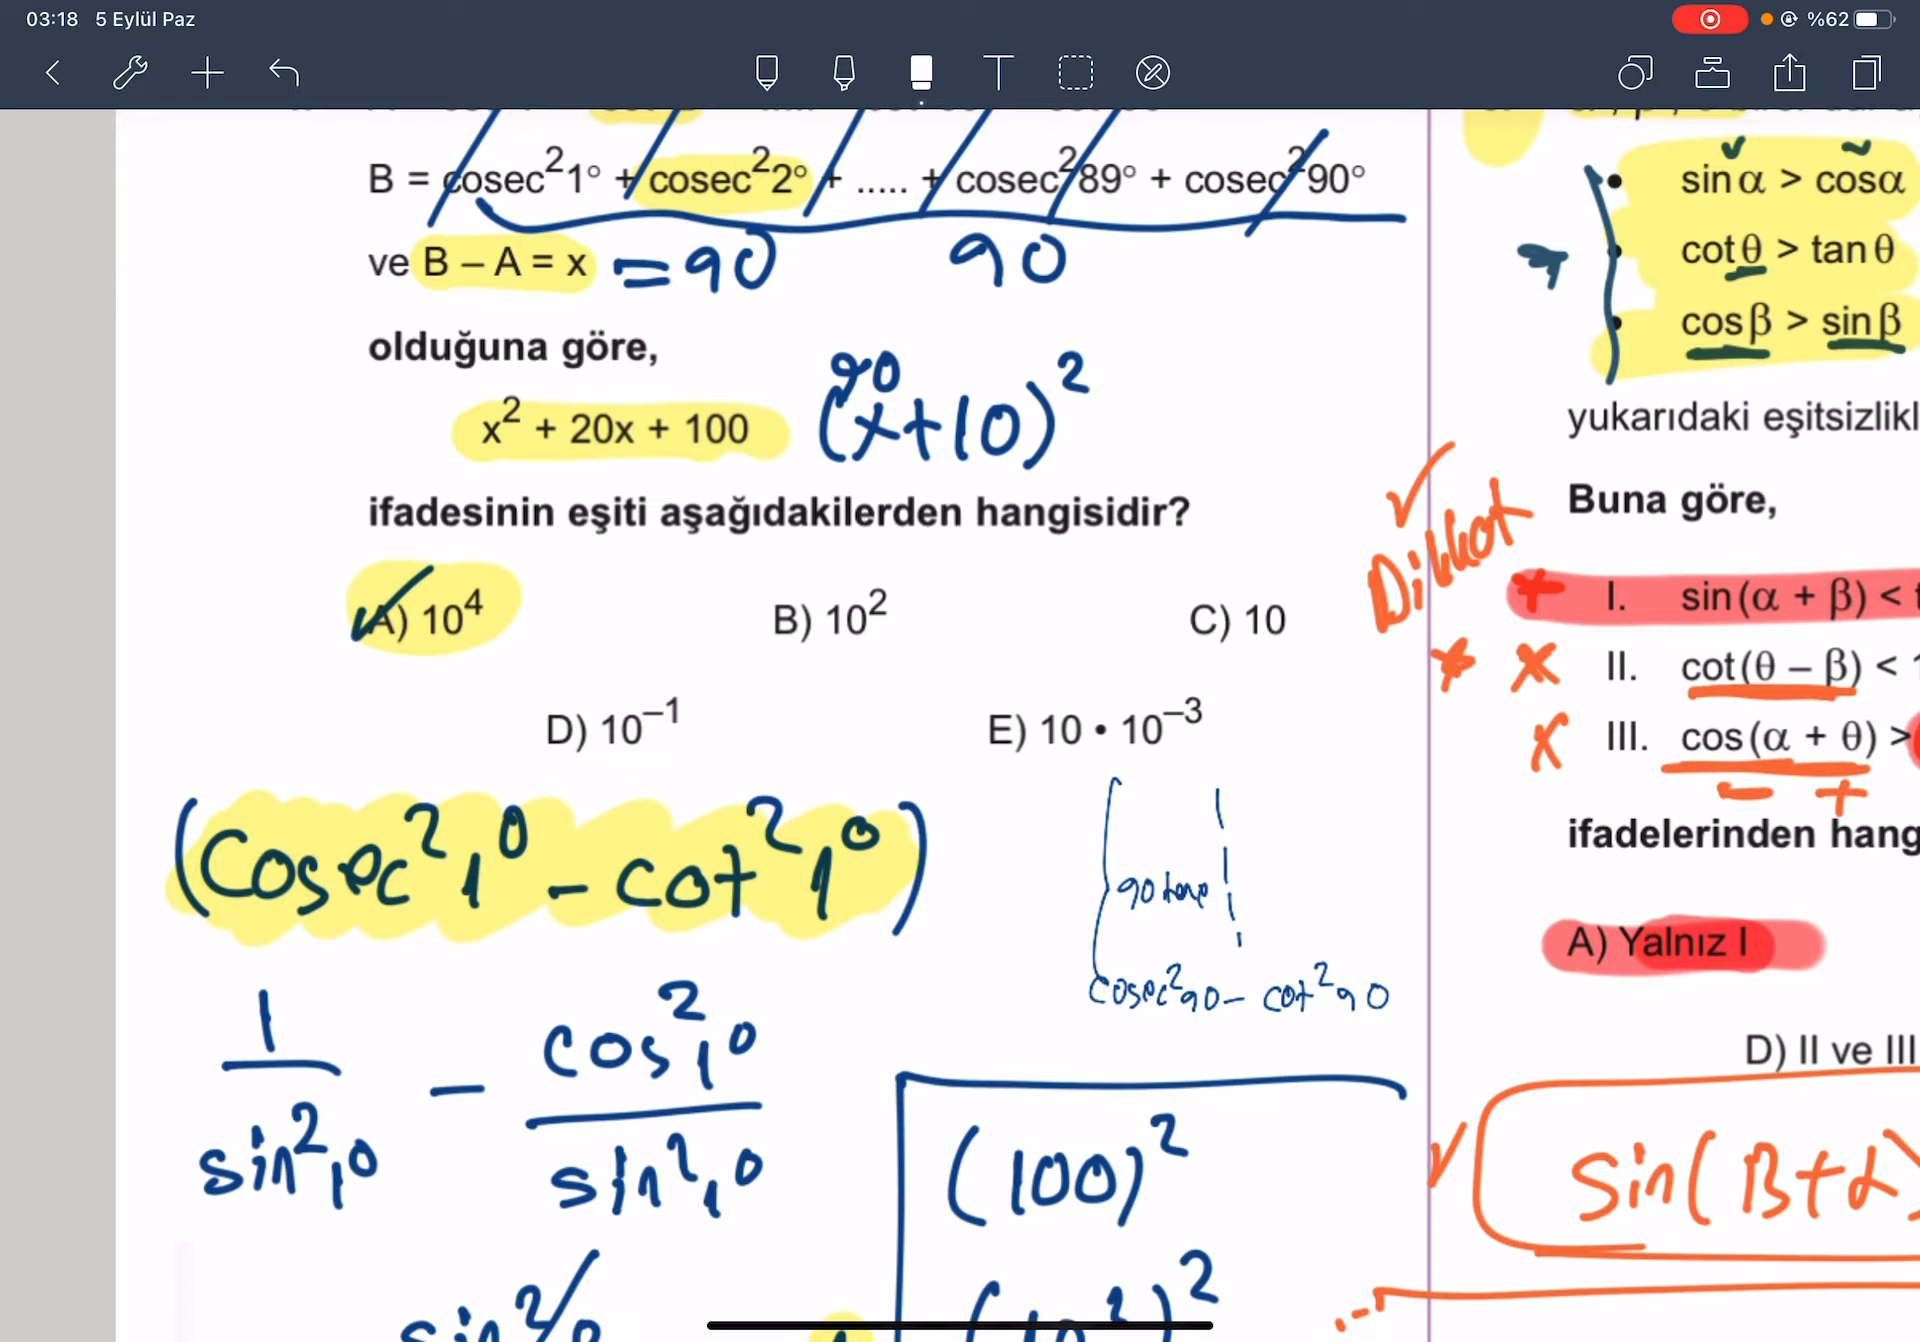 03:18 5 Eylül Paz
%62
T
B = cosec²1° + cosec²2° + ..... + cosec²89° + cosec²90°
ve B – A = x = 90
90
olduğuna göre,
90
x² + 20x + 100 (x+10)²
ifadesinin eşiti aşağıdakilerden hangisidir?
A) 10⁴ B) 10² C) 10
D) 10⁻¹ E) 10 • 10⁻³
(Cosec²1° – cot²1°)
90 tane
cosec²90 – cot²90
1 – cos²1°
sin²1° sin²1°
(100)²
• sin α > cosα
• cot θ > tan θ
• cosβ > sinβ
yukarıdaki eşitsizlikl
Buna göre,
Dikkat
I. sin(α + β) <
II. cot(θ – β) <
III. cos(α + θ) >
– +
ifadelerinden hang
A) Yalnız I
D) II ve III
Sin(β+α)